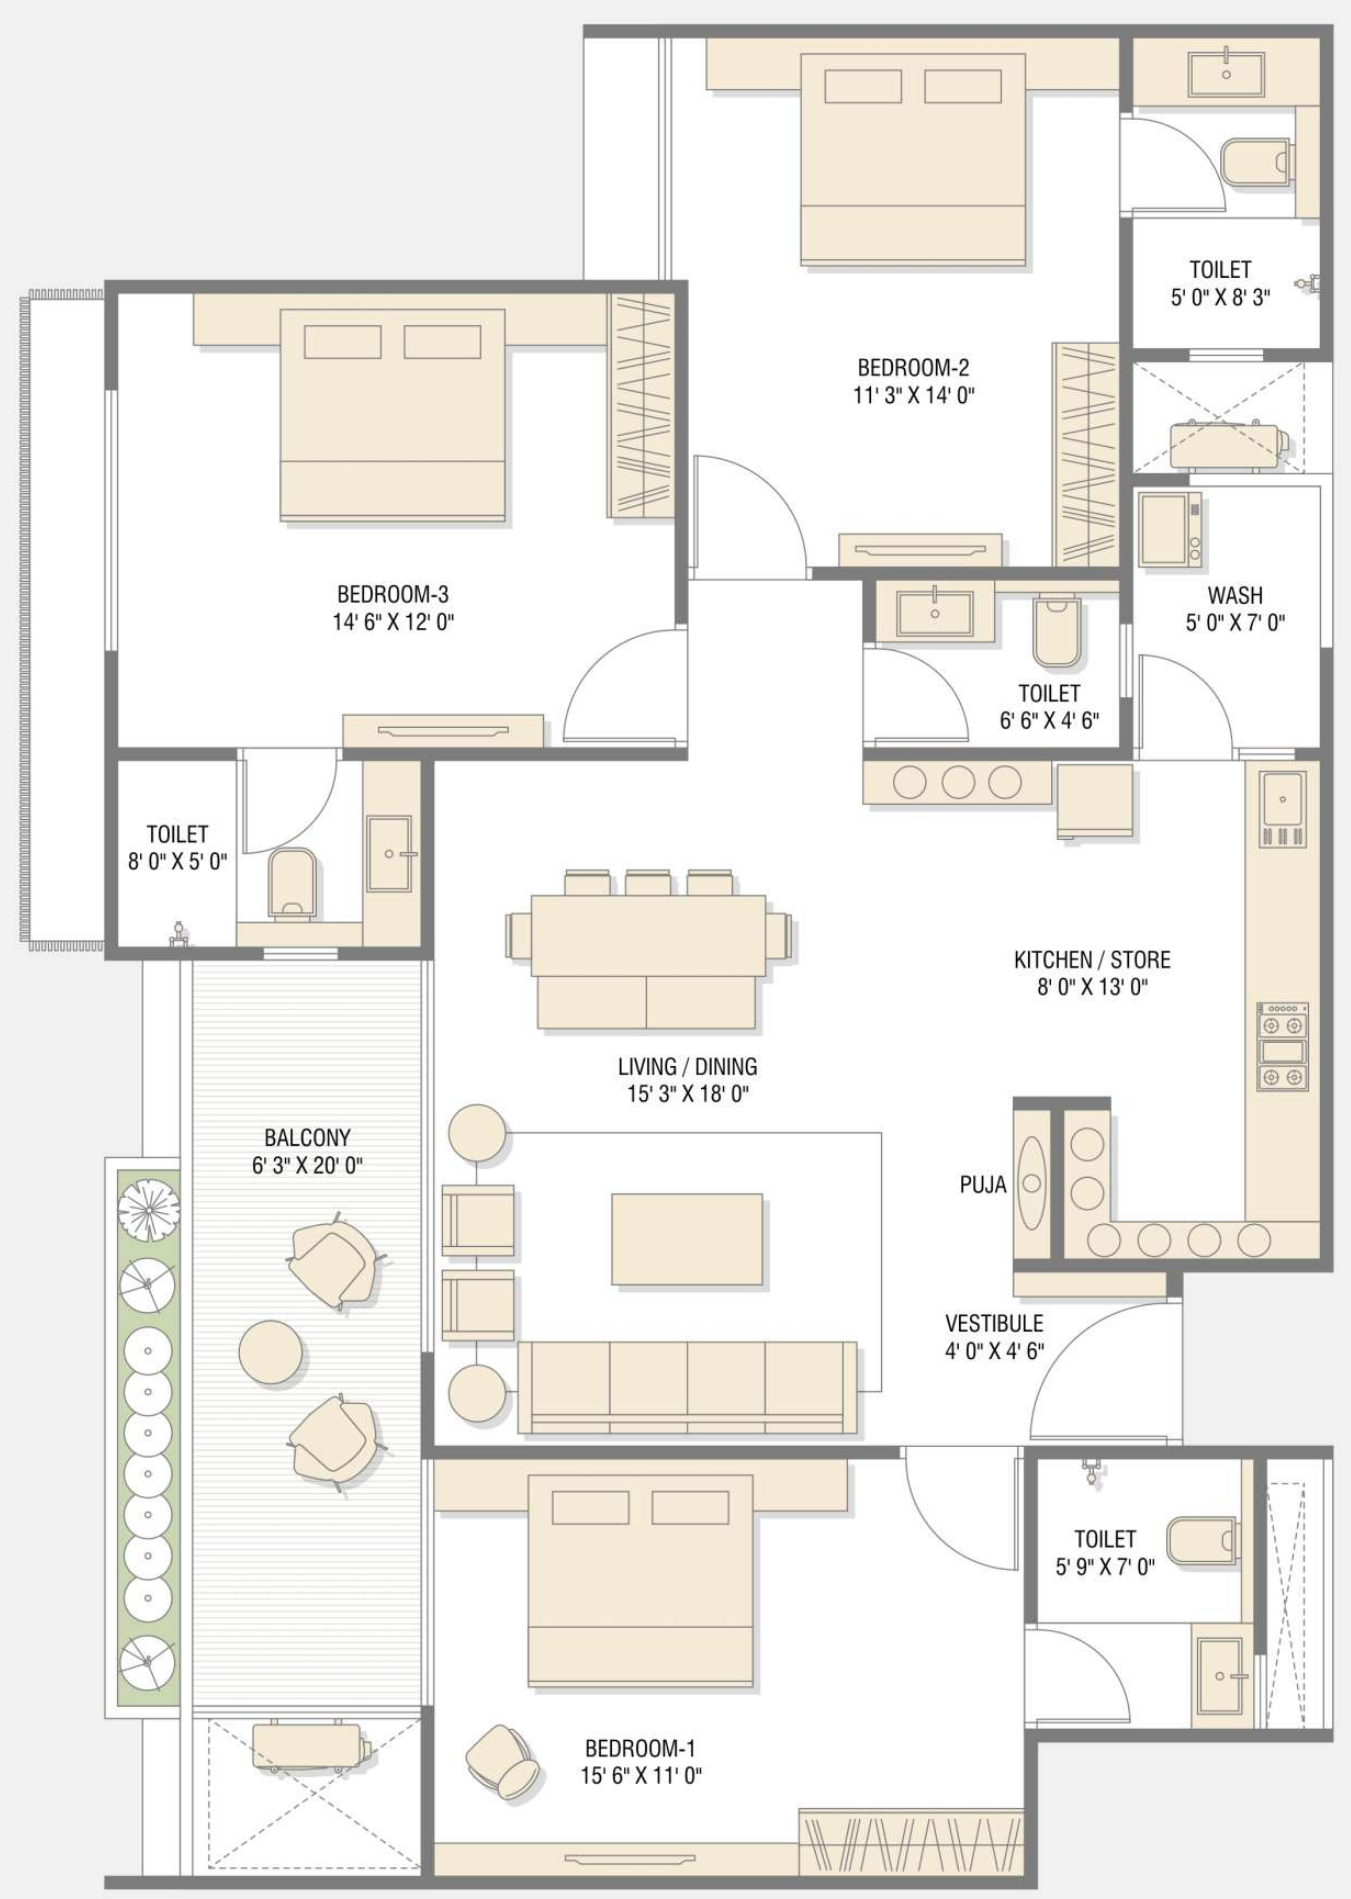 TOILET
5' 0" X 8' 3"
BEDROOM-2
11' 3" X 14' 0"
BEDROOM-3
14' 6" X 12' 0"
WASH
5' 0" X 7' 0"
TOILET
6' 6" X 4' 6"
TOILET
8' 0" X 5' 0"
KITCHEN / STORE
8' 0" X 13' 0"
LIVING / DINING
15' 3" X 18' 0"
BALCONY
6' 3" X 20' 0"
PUJA
VESTIBULE
4' 0" X 4' 6"
TOILET
5' 9" X 7' 0"
BEDROOM-1
15' 6" X 11' 0"